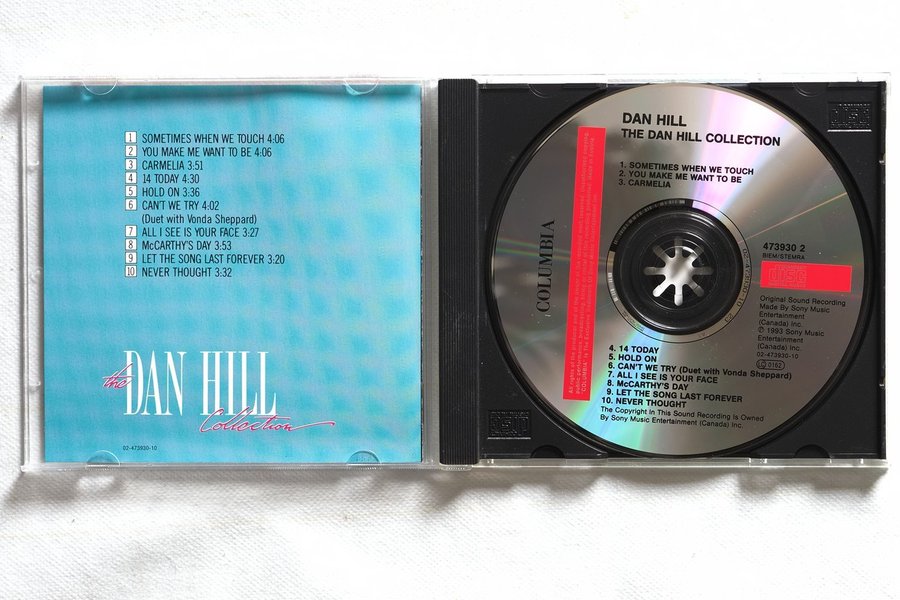 1 SOMETIMES WHEN WE TOUCH 4:06
2 YOU MAKE ME WANT TO BE 4:06
3 CARMELIA 3:51
4 14 TODAY 4:30
5 HOLD ON 3:36
6 CAN'T WE TRY 4:02
(Duet with Vonda Sheppard)
7 ALL I SEE IS YOUR FACE 3:27
8 McCARTHY'S DAY 3:53
9 LET THE SONG LAST FOREVER 3:20
10 NEVER THOUGHT 3:32
the DAN HILL
Collection
02-473930-10
DAN HILL
THE DAN HILL COLLECTION
1. SOMETIMES WHEN WE TOUCH
2. YOU MAKE ME WANT TO BE
3. CARMELIA
COLUMBIA
473930 2
BIEM/STEMRA
disc
Original Sound Recording
Made By Sony Music
Entertainment
(Canada) Inc.
℗ 1993 Sony Music
Entertainment
(Canada) Inc.
02-473930-10
LC 0162
4. 14 TODAY
5. HOLD ON
6. CAN'T WE TRY (Duet with Vonda Sheppard)
7. ALL I SEE IS YOUR FACE
8. McCARTHY'S DAY
9. LET THE SONG LAST FOREVER
10. NEVER THOUGHT
The Copyright In This Sound Recording Is Owned
By Sony Music Entertainment (Canada) Inc.